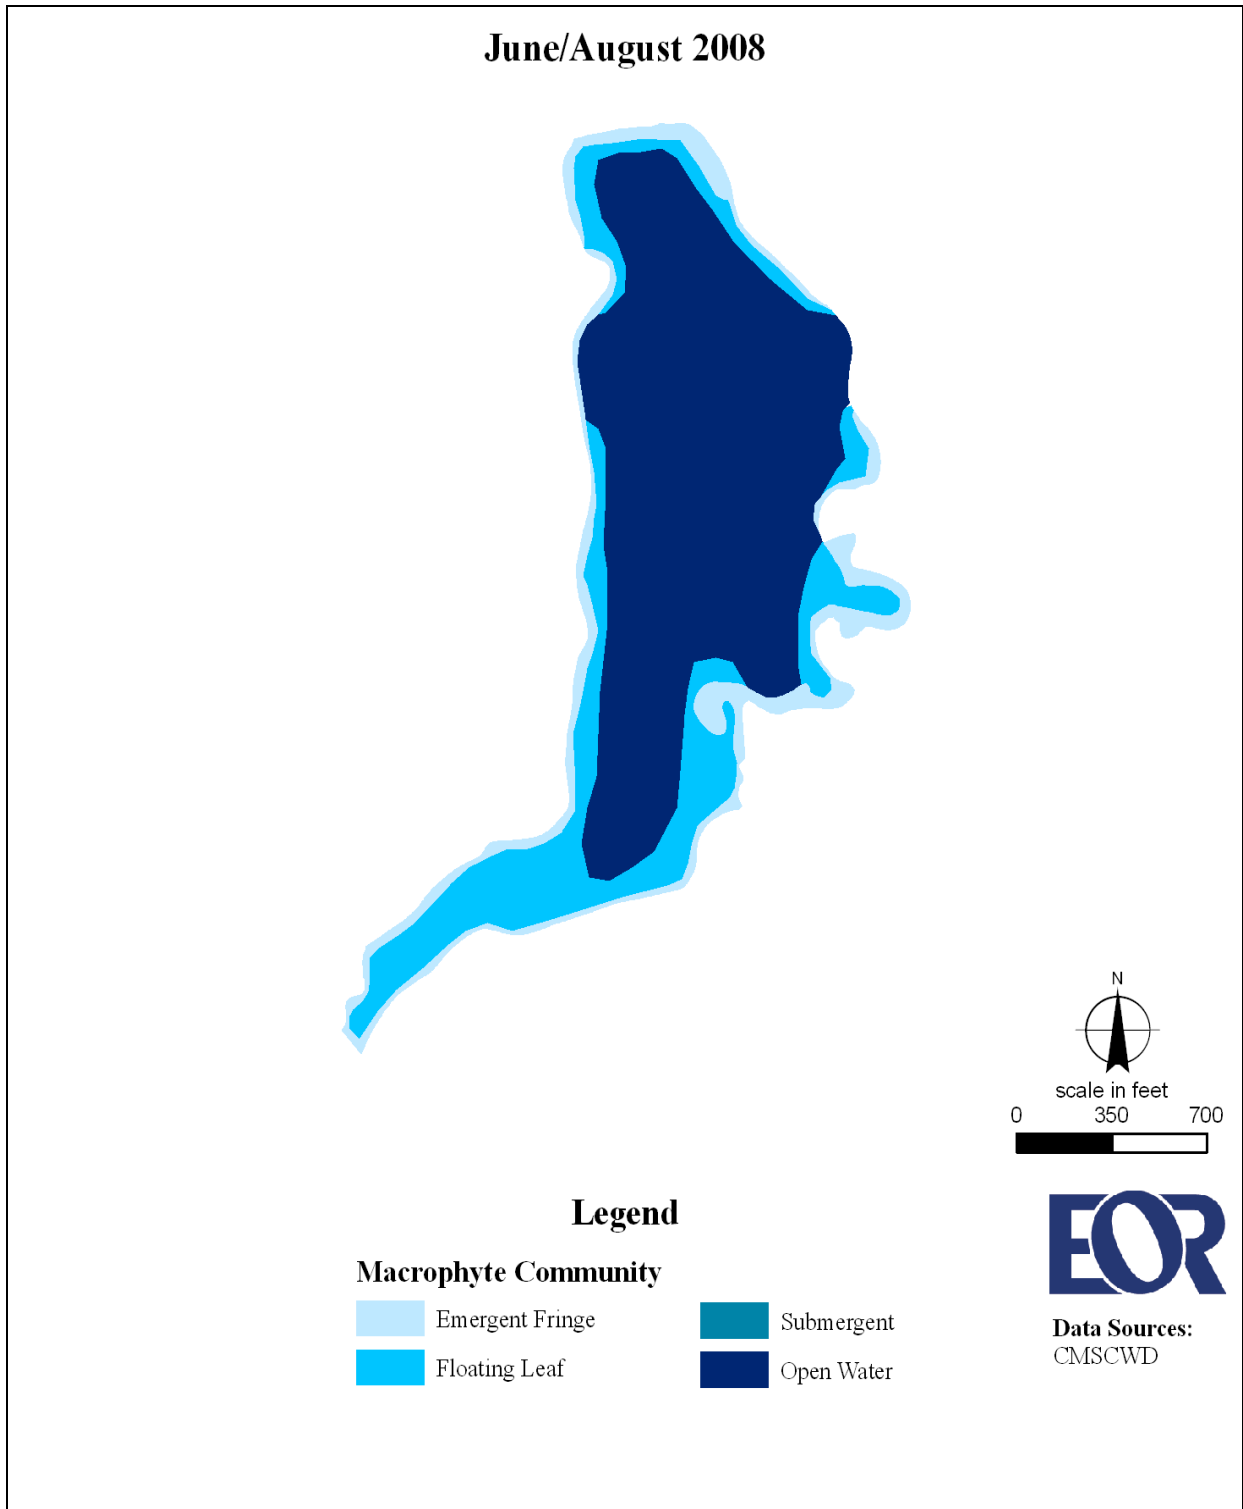 June/August 2008
N
scale in feet
0 350 700
Legend
Macrophyte Community
Emergent Fringe
Floating Leaf
Submergent
Open Water
EOR
Data Sources:
CMSCWD